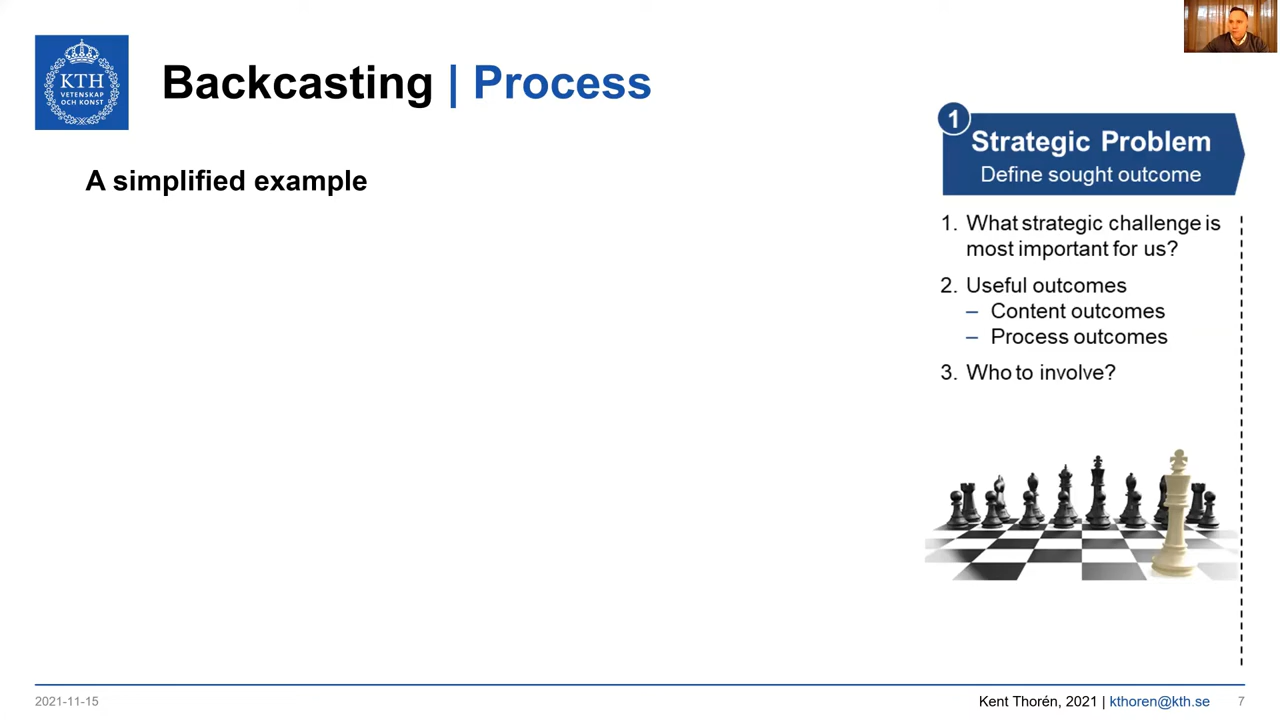 KTH
VETENSKAP
OCH KONST
Backcasting | Process
A simplified example
1
Strategic Problem
Define sought outcome
1. What strategic challenge is
most important for us?
2. Useful outcomes
– Content outcomes
– Process outcomes
3. Who to involve?
2021-11-15
Kent Thorén, 2021 | kthoren@kth.se
7